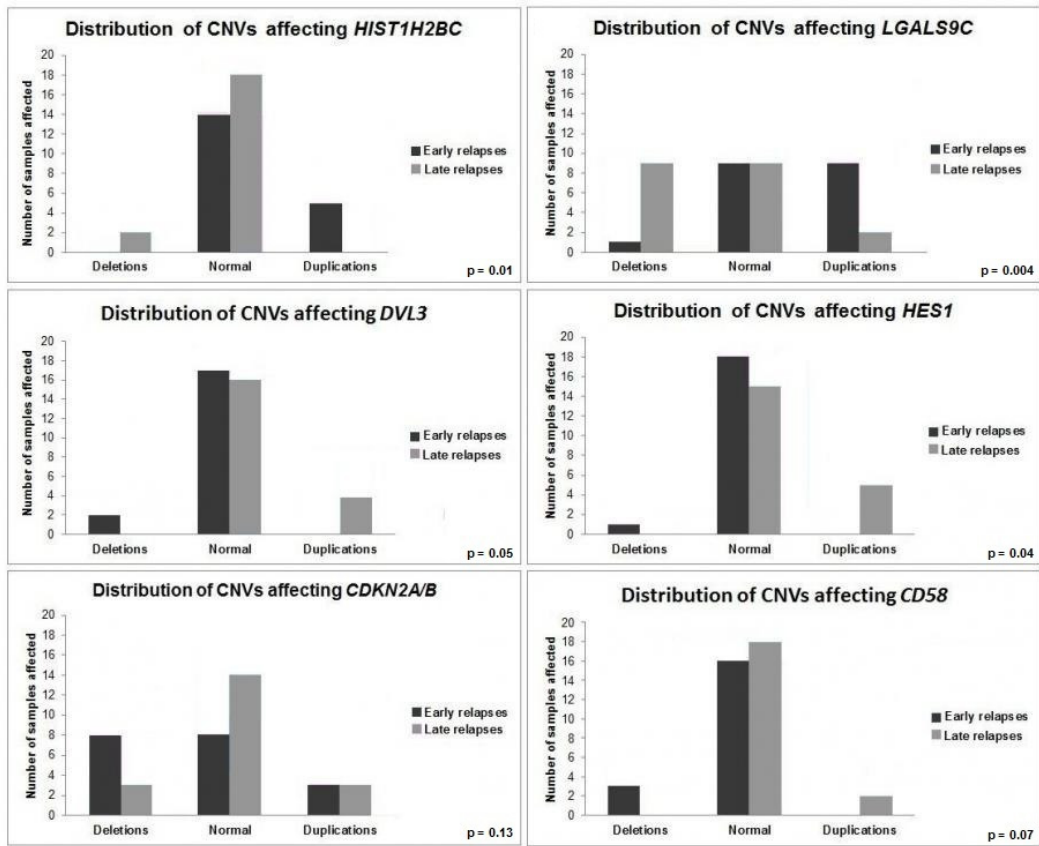 Distribution of CNVs affecting HIST1H2BC
Number of samples affected
20
18
16
14
12
10
8
6
4
2
0
Deletions Normal Duplications
Early relapses
Late relapses
p = 0.01
Distribution of CNVs affecting LGALS9C
Number of samples affected
20
18
16
14
12
10
8
6
4
2
0
Deletions Normal Duplications
Early relapses
Late relapses
p = 0.004
Distribution of CNVs affecting DVL3
Number of samples affected
20
18
16
14
12
10
8
6
4
2
0
Deletions Normal Duplications
Early relapses
Late relapses
p = 0.05
Distribution of CNVs affecting HES1
Number of samples affected
20
18
16
14
12
10
8
6
4
2
0
Deletions Normal Duplications
Early relapses
Late relapses
p = 0.04
Distribution of CNVs affecting CDKN2A/B
Number of samples affected
20
18
16
14
12
10
8
6
4
2
0
Deletions Normal Duplications
Early relapses
Late relapses
p = 0.13
Distribution of CNVs affecting CD58
Number of samples affected
20
18
16
14
12
10
8
6
4
2
0
Deletions Normal Duplications
Early relapses
Late relapses
p = 0.07